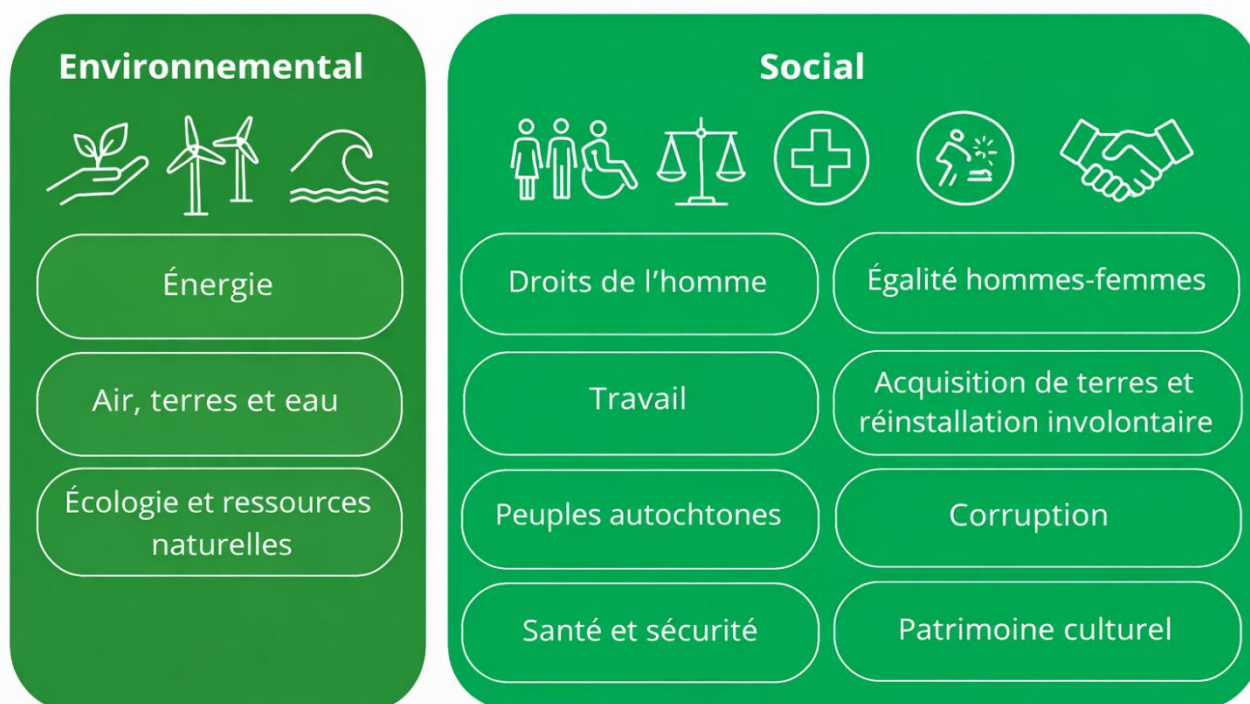 Environnemental
Énergie
Air, terres et eau
Écologie et ressources
naturelles
Social
Droits de l’homme
Égalité hommes-femmes
Travail
Acquisition de terres et
réinstallation involontaire
Peuples autochtones
Corruption
Santé et sécurité
Patrimoine culturel